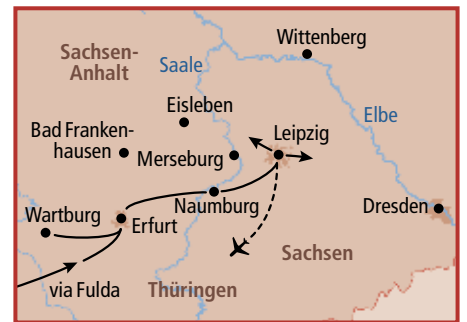 Wittenberg
Sachsen-
Anhalt
Saale
Eisleben
Elbe
Bad Franken-
hausen
Leipzig
Merseburg
Naumburg
Dresden
Wartburg
Erfurt
Sachsen
via Fulda
Thüringen